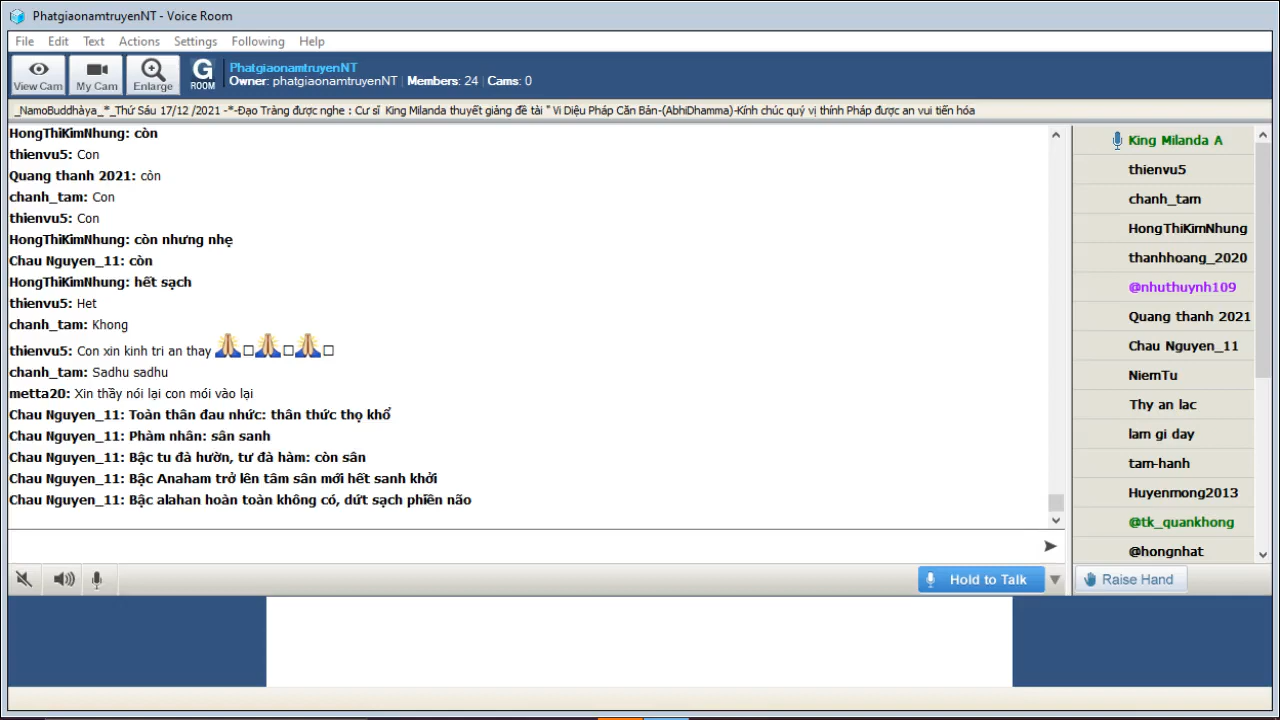 PhatgiaonamtruyenNT - Voice Room
File Edit Text Actions Settings Following Help
View Cam My Cam Enlarge G ROOM PhatgiaonamtruyenNT
Owner: phatgiaonamtruyenNT Members: 24 Cams: 0
_NamoBuddhàya_*_Thứ Sáu 17/12 /2021 -*-Đạo Tràng được nghe : Cư sĩ King Milanda thuyết giảng đề tài " Vi Diệu Pháp Căn Bản-(AbhiDhamma)-Kính chúc quý vị thính Pháp được an vui tiến hóa
HongThiKimNhung: còn
thienvu5: Con
Quang thanh 2021: còn
chanh_tam: Con
thienvu5: Con
HongThiKimNhung: còn nhưng nhẹ
Chau Nguyen_11: còn
HongThiKimNhung: hết sạch
thienvu5: Het
chanh_tam: Khong
thienvu5: Con xin kinh tri an thay 🙏□🙏□🙏□
chanh_tam: Sadhu sadhu
metta20: Xin thầy nói lại con mói vào lại
Chau Nguyen_11: Toàn thân đau nhức: thân thức thọ khổ
Chau Nguyen_11: Phàm nhân: sân sanh
Chau Nguyen_11: Bậc tu đà hườn, tư đà hàm: còn sân
Chau Nguyen_11: Bậc Anaham trở lên tâm sân mới hết sanh khởi
Chau Nguyen_11: Bậc alahan hoàn toàn không có, dứt sạch phiền não
King Milanda A
thienvu5
chanh_tam
HongThiKimNhung
thanhhoang_2020
@nhuthuynh109
Quang thanh 2021
Chau Nguyen_11
NiemTu
Thy an lac
lam gi day
tam-hanh
Huyenmong2013
@tk_quankhong
@hongnhat
Hold to Talk
Raise Hand